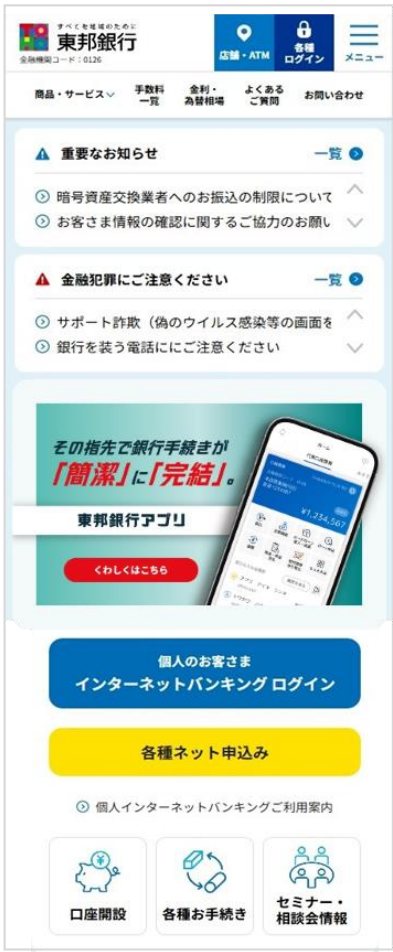 すべてを地域のために
東邦銀行
金融機関コード：0126
店舗・ATM
各種
ログイン
メニュー
商品・サービス
手数料
一覧
金利・
為替相場
よくある
ご質問
お問い合わせ
重要なお知らせ
一覧
暗号資産交換業者へのお振込の制限について
お客さま情報の確認に関するご協力のお願い
金融犯罪にご注意ください
一覧
サポート詐欺（偽のウイルス感染等の画面を
銀行を装う電話ににご注意ください
その指先で銀行手続きが
「簡潔」に「完結」。
東邦銀行アプリ
くわしくはこちら
ホーム
¥1,234,567
個人のお客さま
インターネットバンキング ログイン
各種ネット申込み
個人インターネットバンキングご利用案内
口座開設
各種お手続き
セミナー・
相談会情報